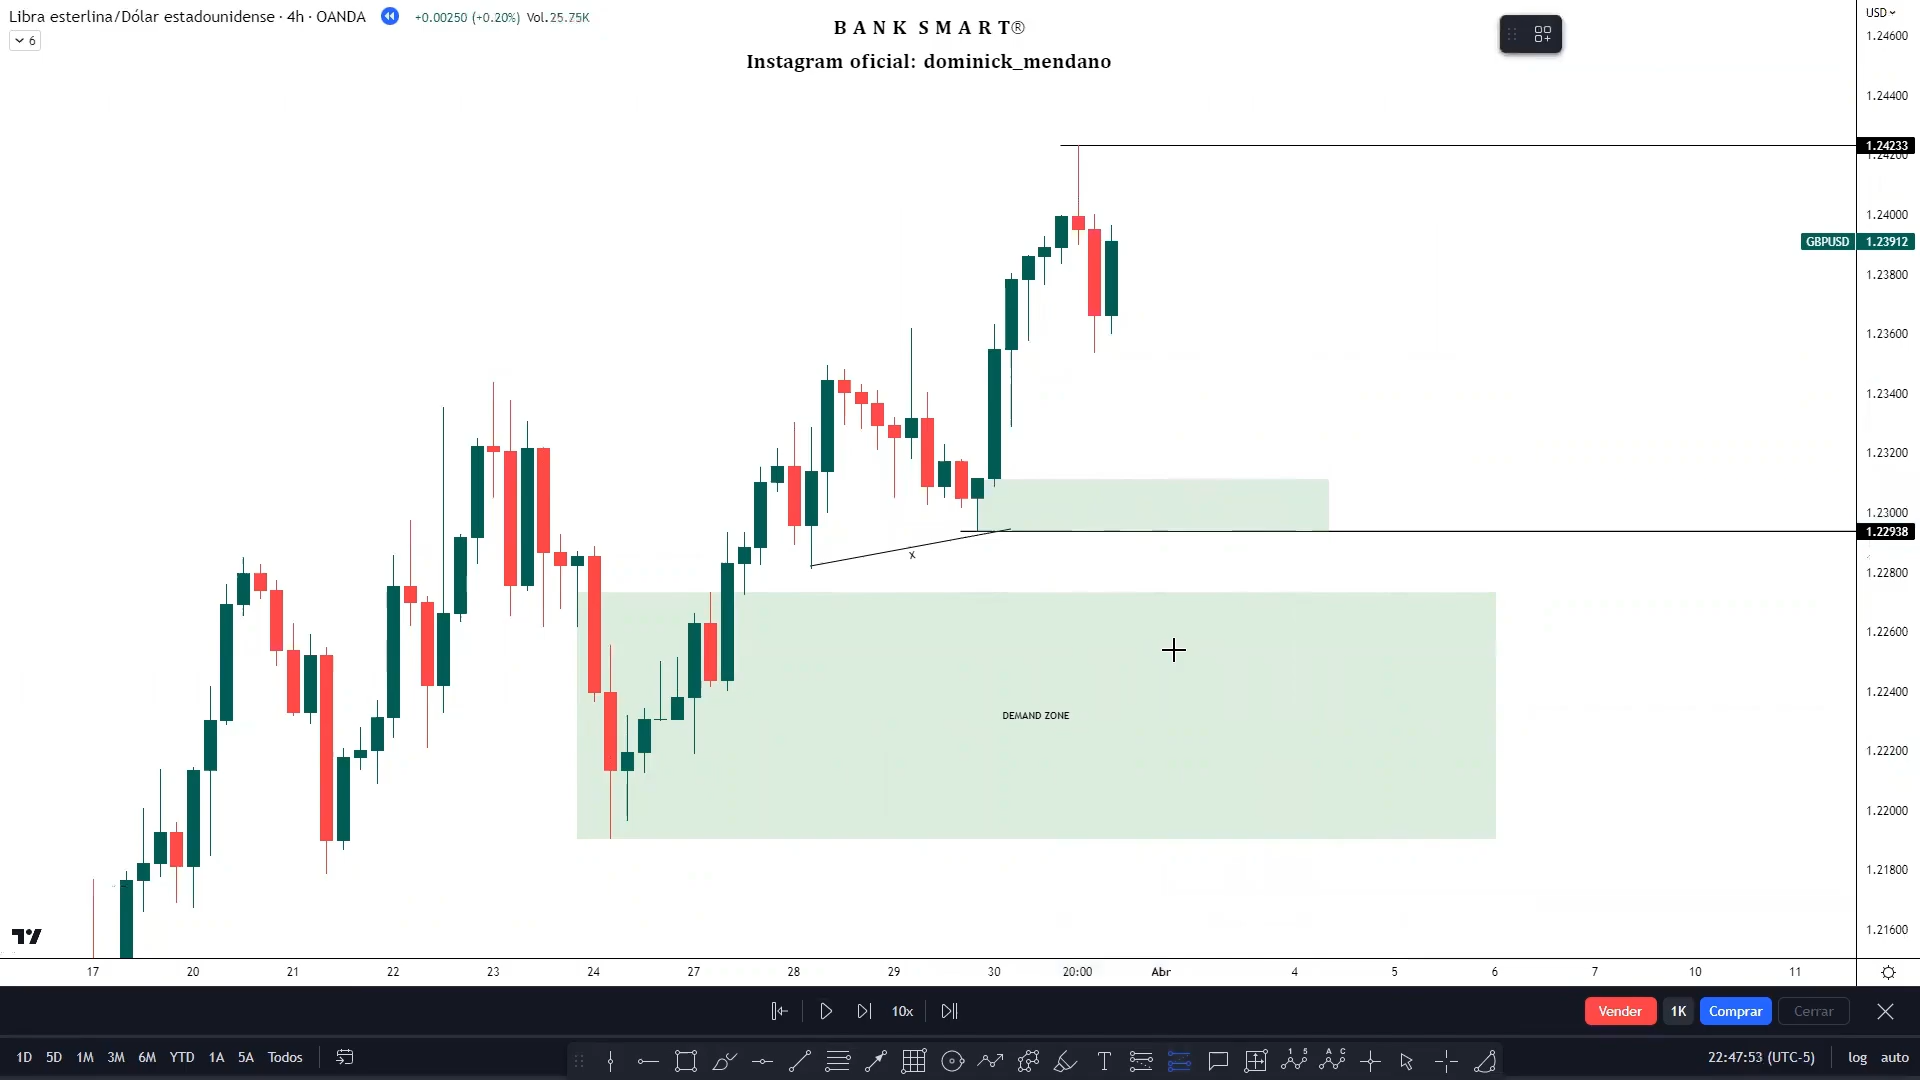 Libra esterlina/Dólar estadounidense · 4h · OANDA +0.00250 (+0.20%) Vol.25.75K
6
B A N K S M A R T®
Instagram oficial: dominick_mendano
USD
1.24600
1.24400
1.24233
1.24200
1.24000
GBPUSD 1.23912
1.23800
1.23600
1.23400
1.23200
1.23000
1.22938
x
1.22800
1.22600
1.22400
DEMAND ZONE
1.22200
1.22000
1.21800
1.21600
17 20 21 22 23 24 27 28 29 30 20:00 Abr 4 5 6 7 10 11
10x
Vender 1K Comprar Cerrar
1D 5D 1M 3M 6M YTD 1A 5A Todos
22:47:53 (UTC-5) log auto